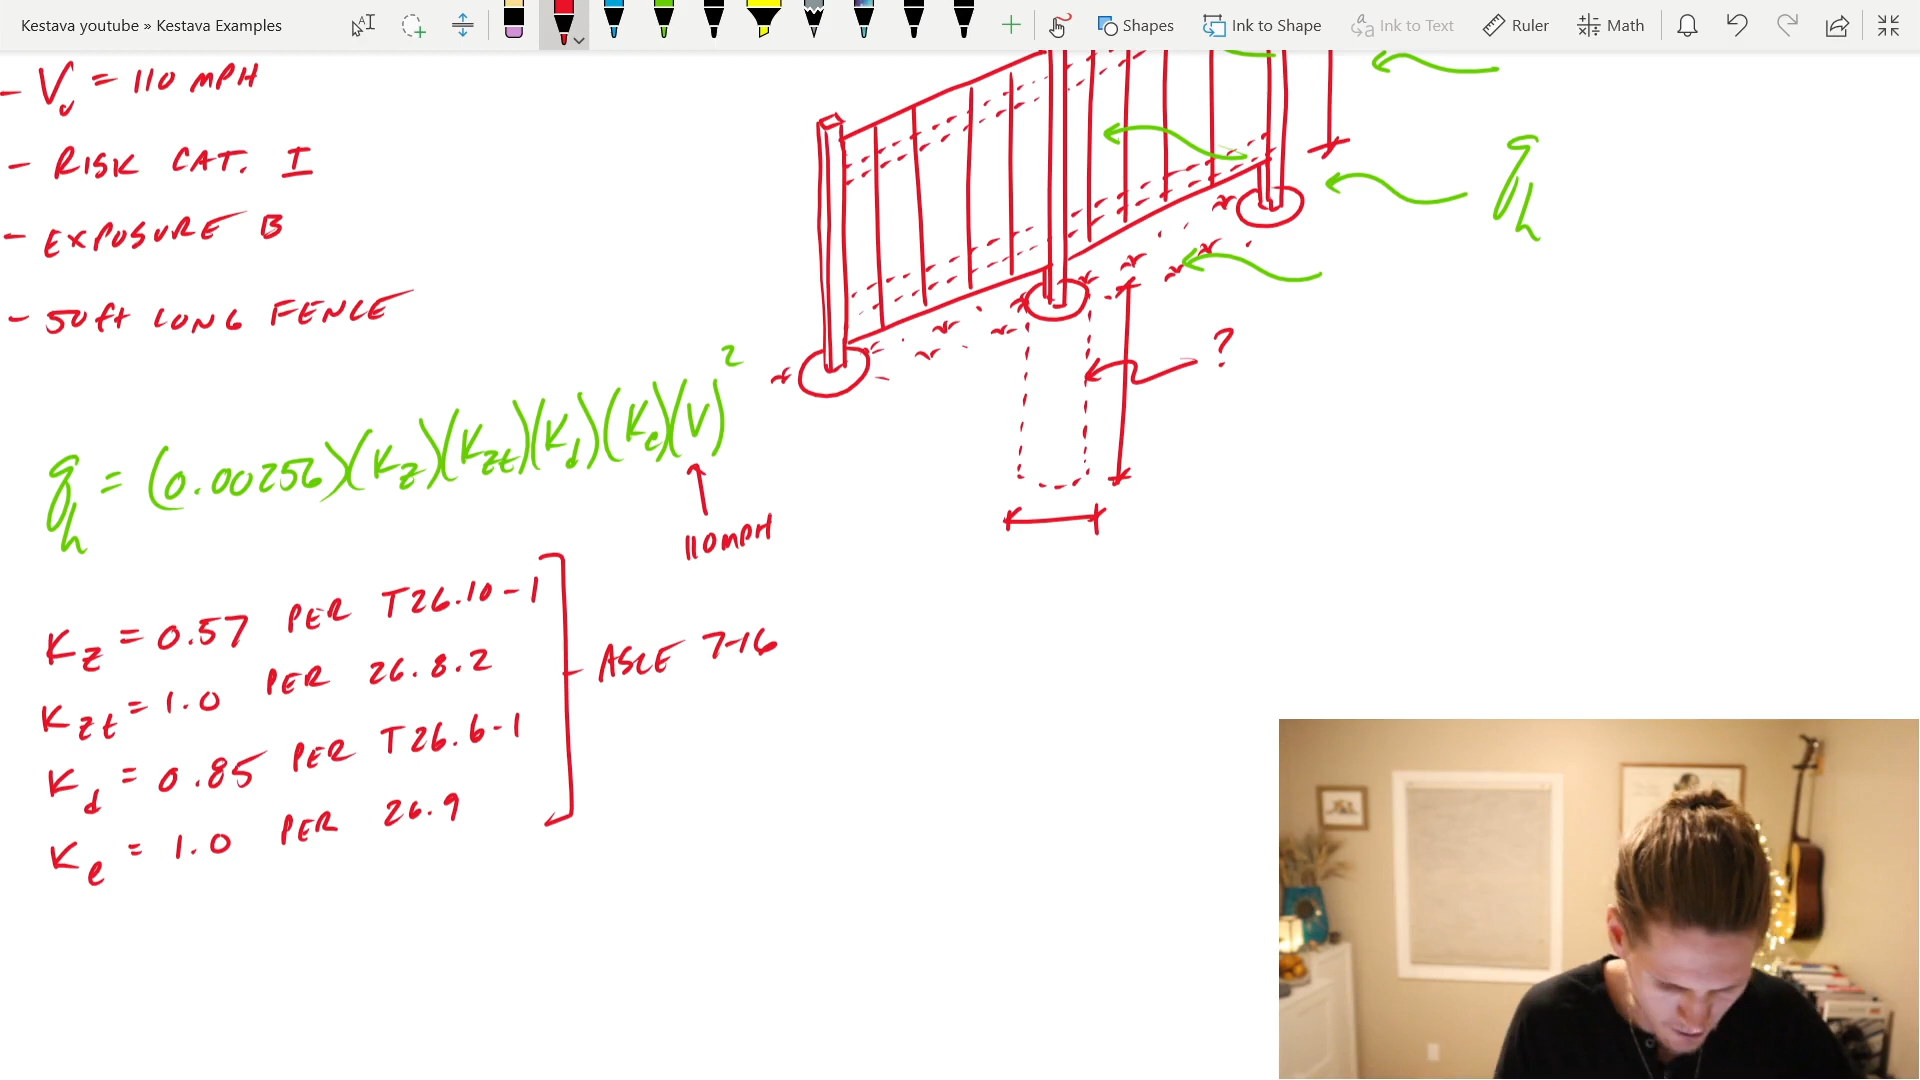 Kestava youtube » Kestava Examples
Shapes
Ink to Shape
Ink to Text
Ruler
Math
- Vu = 110 MPH
- RISK CAT. I
- EXPOSURE B
- 50ft LONG FENCE
qh
?
qh = (0.00256)(Kz)(Kzt)(Kd)(Ke)(V)²
110MPH
Kz = 0.57 PER T26.10-1
Kzt = 1.0 PER 26.8.2
Kd = 0.85 PER T26.6-1
Ke = 1.0 PER 26.9
ASCE 7-16